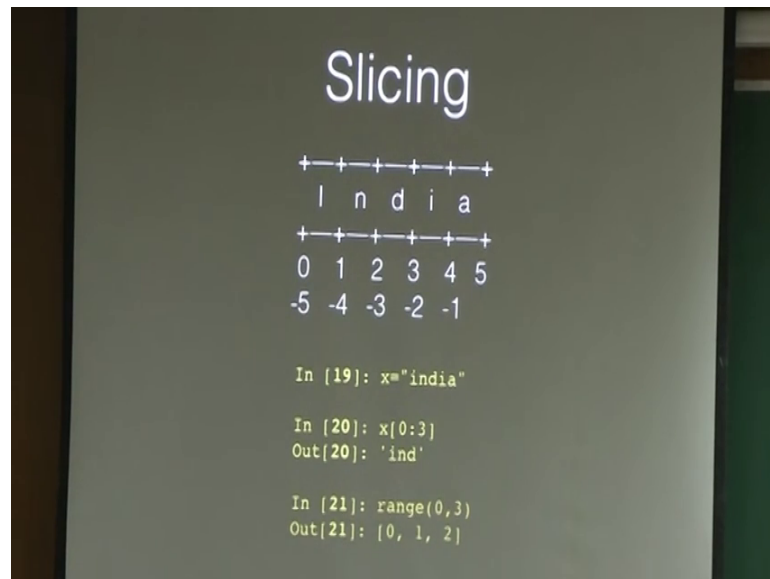 Slicing
+—+—+—+—+—+
I n d i a
+—+—+—+—+—+
0 1 2 3 4 5
-5 -4 -3 -2 -1
In [19]: x="india"
In [20]: x[0:3]
Out[20]: 'ind'
In [21]: range(0,3)
Out[21]: [0, 1, 2]